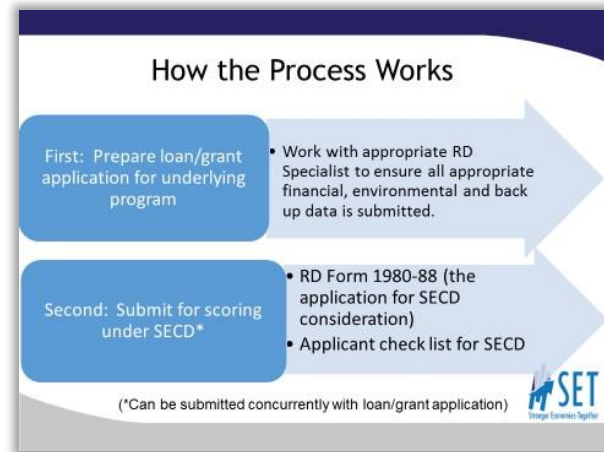 How the Process Works
First: Prepare loan/grant
application for underlying
program
• Work with appropriate RD
Specialist to ensure all appropriate
financial, environmental and back
up data is submitted.
Second: Submit for scoring
under SECD*
• RD Form 1980-88 (the
application for SECD
consideration)
• Applicant check list for SECD
(*Can be submitted concurrently with loan/grant application)
SET
Stronger Economies Together